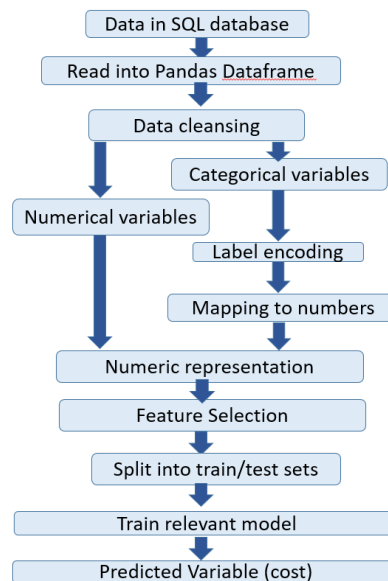 Data in SQL database
Read into Pandas Dataframe
Data cleansing
Categorical variables
Numerical variables
Label encoding
Mapping to numbers
Numeric representation
Feature Selection
Split into train/test sets
Train relevant model
Predicted Variable (cost)